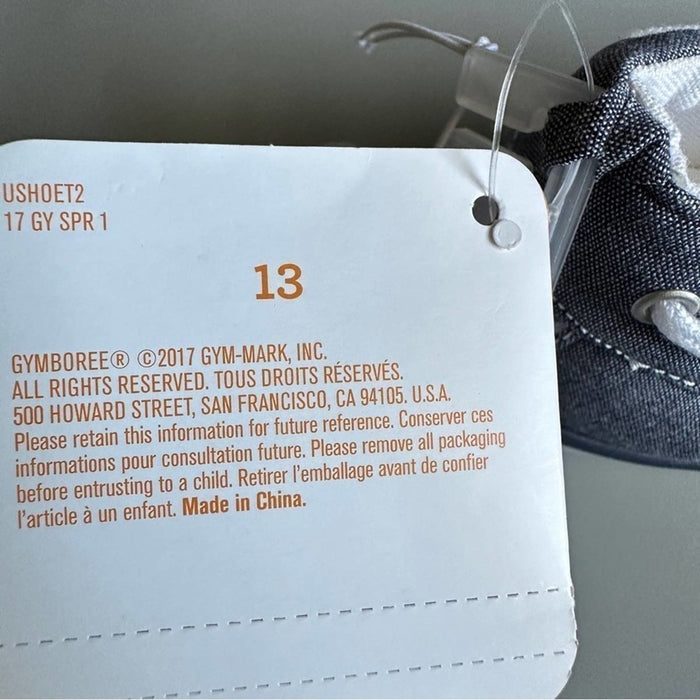 USHOET2
17 GY SPR 1
13
GYMBOREE® ©2017 GYM-MARK, INC.
ALL RIGHTS RESERVED. TOUS DROITS RÉSERVÉS.
500 HOWARD STREET, SAN FRANCISCO, CA 94105. U.S.A.
Please retain this information for future reference. Conserver ces
informations pour consultation future. Please remove all packaging
before entrusting to a child. Retirer l'emballage avant de confier
l'article à un enfant. Made in China.